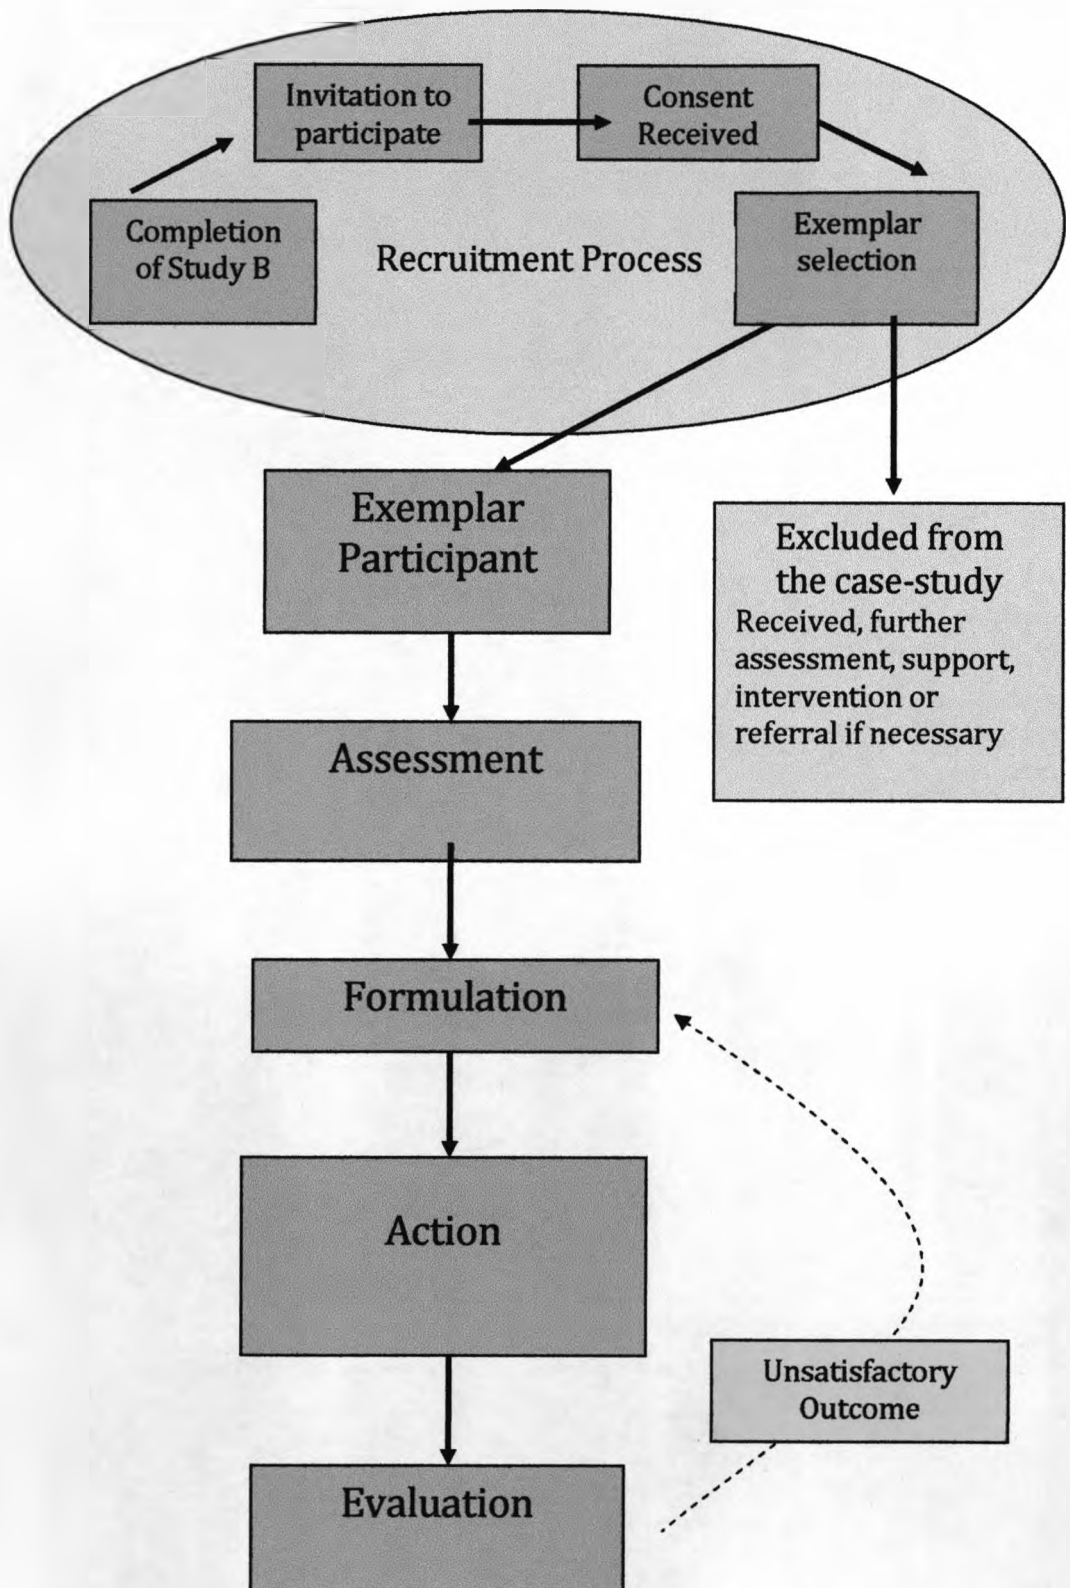 Invitation to
participate
Consent
Received
Completion
of Study B
Recruitment Process
Exemplar
selection
Exemplar
Participant
Excluded from
the case-study
Received, further
assessment, support,
intervention or
referral if necessary
Assessment
Formulation
Action
Unsatisfactory
Outcome
Evaluation